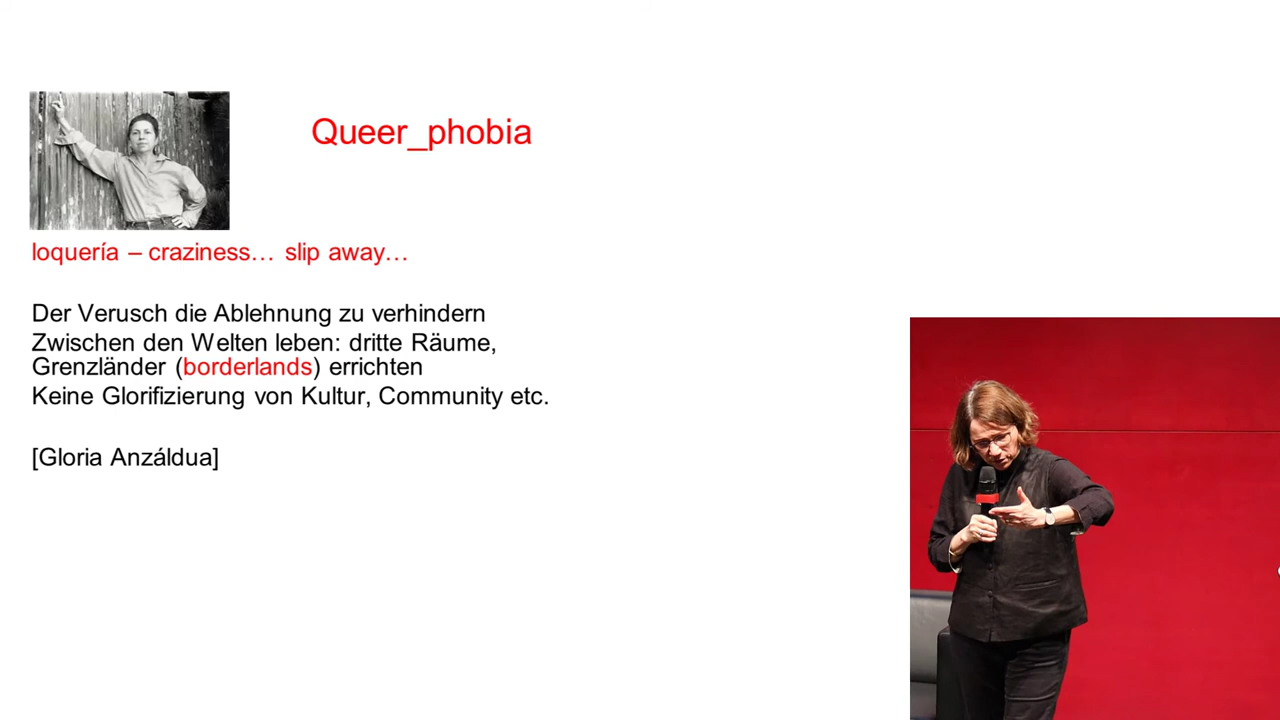 Queer_phobia
loquería – craziness… slip away…
Der Verusch die Ablehnung zu verhindern
Zwischen den Welten leben: dritte Räume,
Grenzländer (borderlands) errichten
Keine Glorifizierung von Kultur, Community etc.
[Gloria Anzáldua]